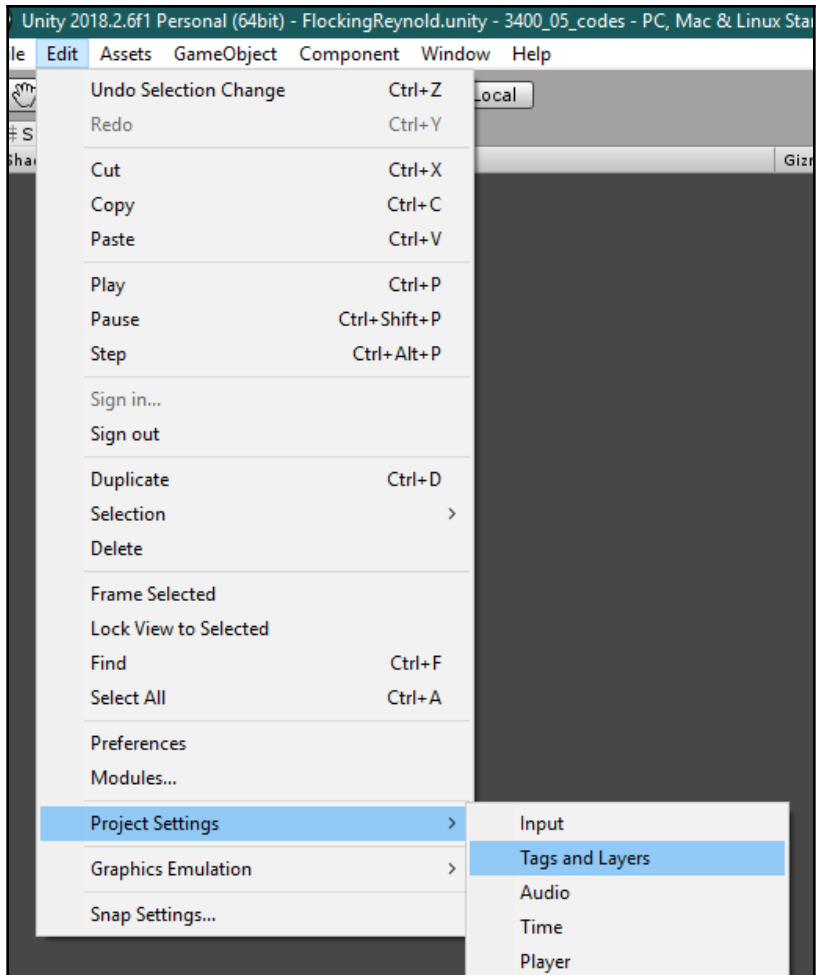 Unity 2018.2.6f1 Personal (64bit) - FlockingReynold.unity - 3400_05_codes - PC, Mac & Linux Star
le Edit Assets GameObject Component Window Help
Undo Selection Change Ctrl+Z
Local
Redo Ctrl+Y
# S
Shad
Gizr
Cut Ctrl+X
Copy Ctrl+C
Paste Ctrl+V
Play Ctrl+P
Pause Ctrl+Shift+P
Step Ctrl+Alt+P
Sign in...
Sign out
Duplicate Ctrl+D
Selection >
Delete
Frame Selected
Lock View to Selected
Find Ctrl+F
Select All Ctrl+A
Preferences
Modules...
Project Settings >
Input
Tags and Layers
Graphics Emulation >
Audio
Snap Settings...
Time
Player